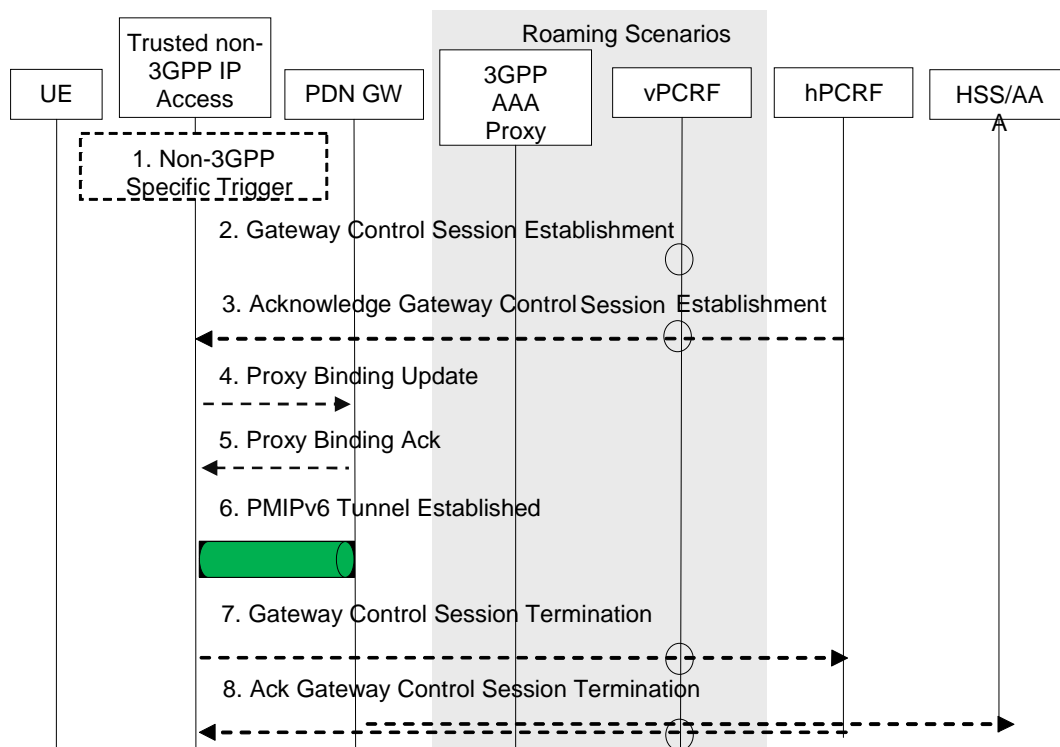 Roaming Scenarios
UE
Trusted non-
3GPP IP
Access
PDN GW
3GPP
AAA
Proxy
vPCRF
hPCRF
HSS/AA
A
1. Non-3GPP
Specific Trigger
2. Gateway Control Session Establishment
3. Acknowledge Gateway Control Session Establishment
4. Proxy Binding Update
5. Proxy Binding Ack
6. PMIPv6 Tunnel Established
7. Gateway Control Session Termination
8. Ack Gateway Control Session Termination